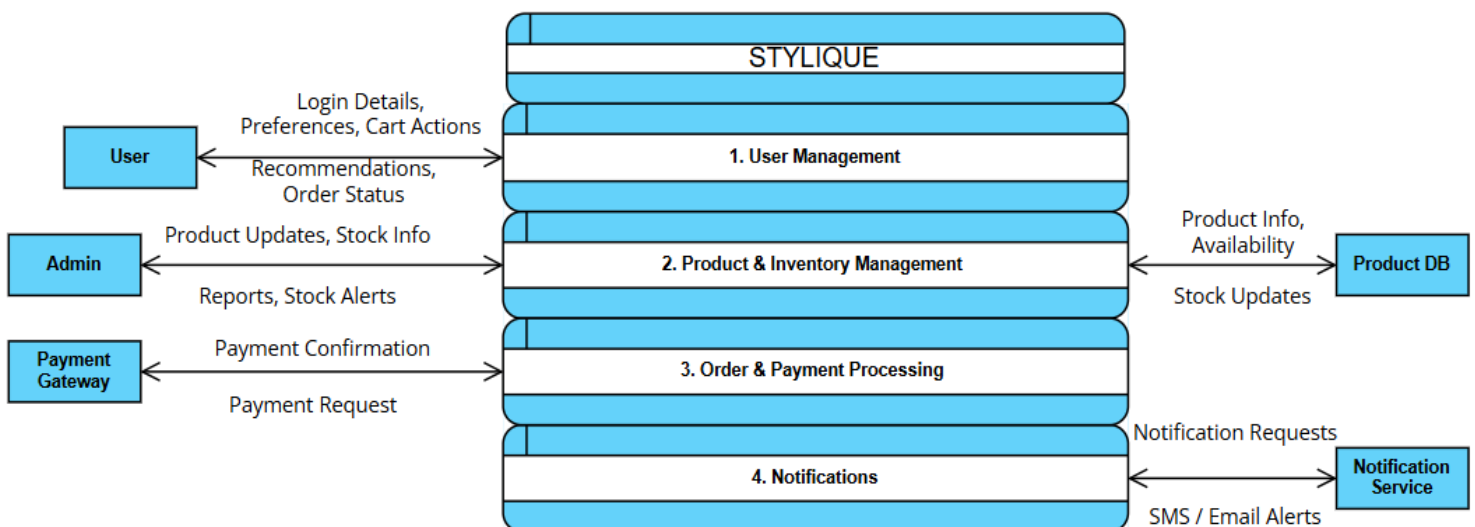 STYLIQUE
Login Details,
Preferences, Cart Actions
User
1. User Management
Recommendations,
Order Status
Product Updates, Stock Info
Product Info,
Availability
Admin
2. Product & Inventory Management
Product DB
Reports, Stock Alerts
Stock Updates
Payment Confirmation
Payment
Gateway
3. Order & Payment Processing
Payment Request
Notification Requests
4. Notifications
Notification
Service
SMS / Email Alerts